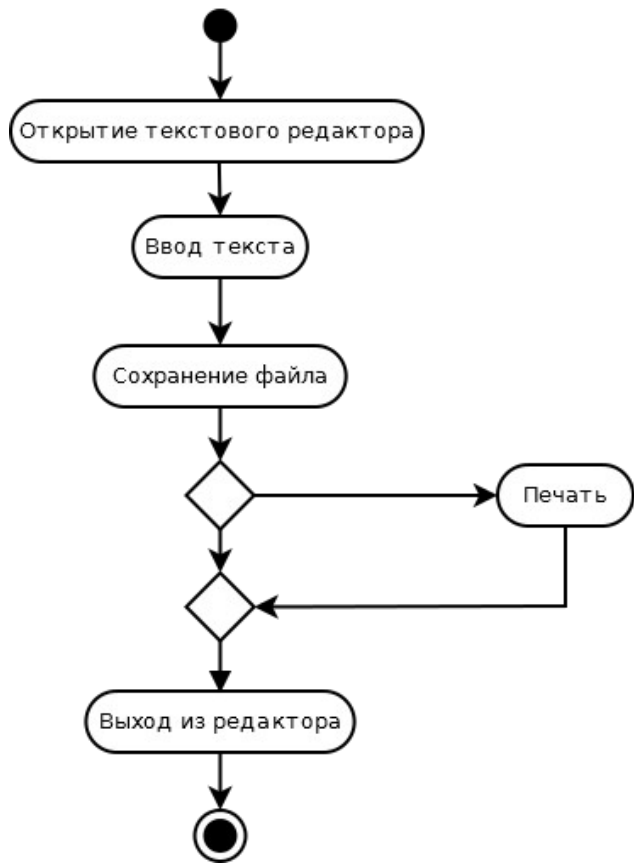 Открытие текстового редактора
Ввод текста
Сохранение файла
Печать
Выход из редактора